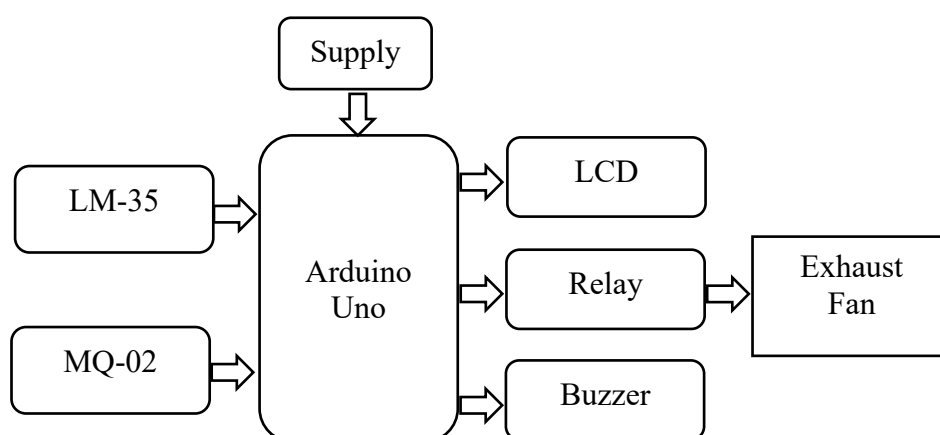 Supply
LM-35
LCD
Arduino
Uno
Relay
Exhaust
Fan
MQ-02
Buzzer